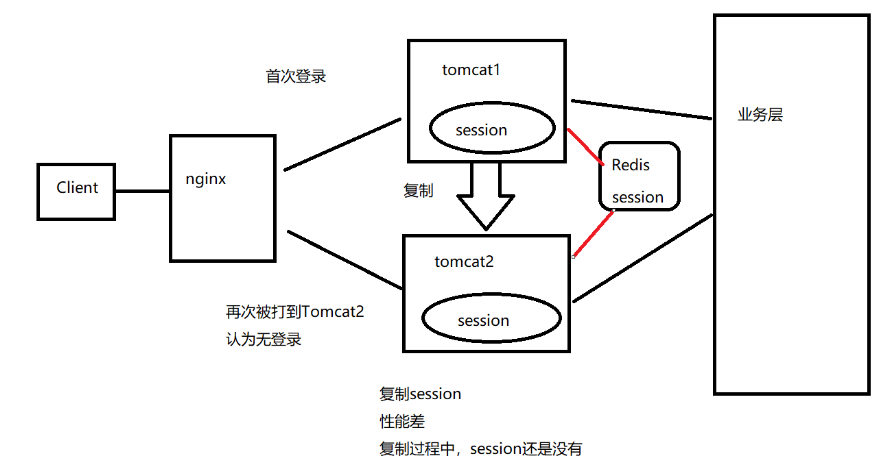 首次登录
tomcat1
session
业务层
Client
nginx
复制
Redis
session
tomcat2
session
再次被打到Tomcat2
认为无登录
复制session
性能差
复制过程中，session还是没有